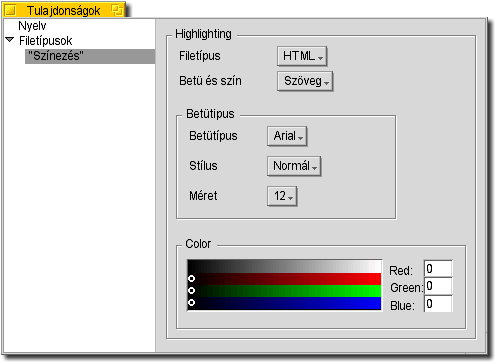 Tulajdonságok
Nyelv
Filetípusok
"Színezés"
Highlighting
Filetípus HTML
Betü és szín Szöveg
Betütipus
Betütípus Arial
Stílus Normál
Méret 12
Color
Red: 0
Green: 0
Blue: 0